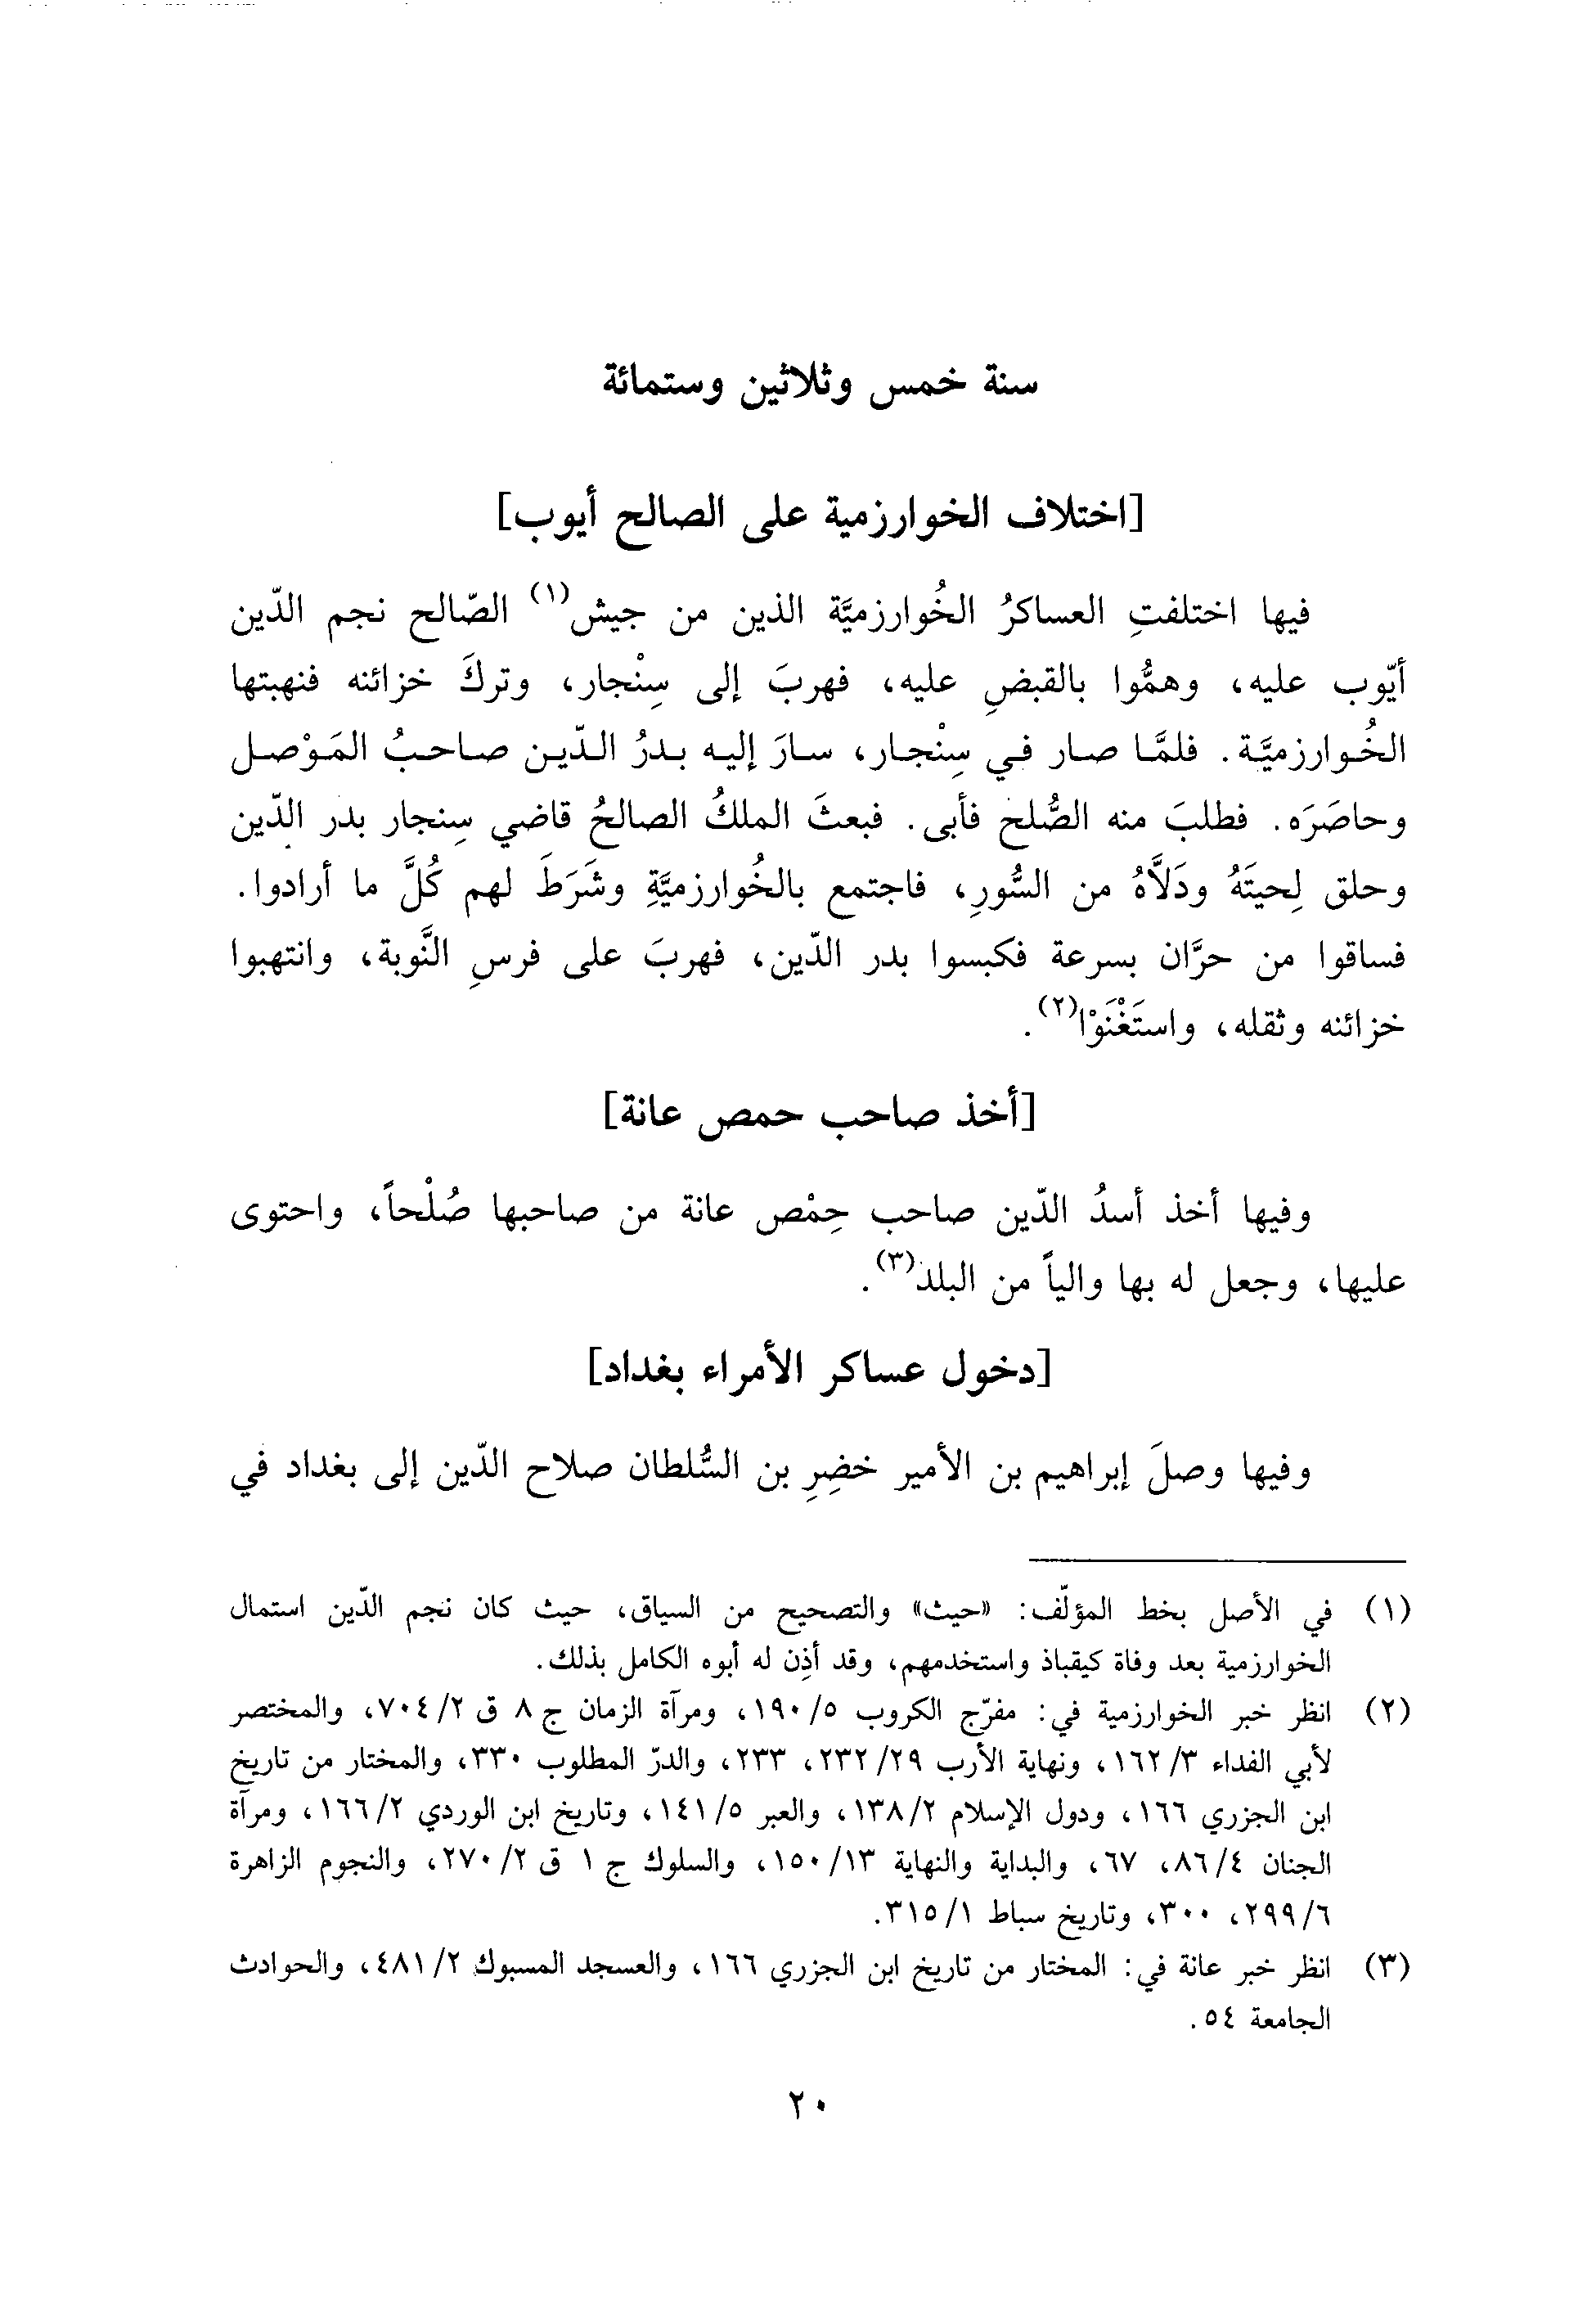 سنة خمس وثلاثين وستمائة
[اختلاف الخوارزمية على الصالح أيوب]
فيها اختلفتِ العساكرُ الخُوارزميَّة الذين من جيش(١) الصّالح نجم الدّين
أيّوب عليه، وهمُّوا بالقبضِ عليه، فهربَ إلى سِنْجار، وتركَ خزائنه فنهبتها
الخُوارزميَّة. فلمَّا صار في سِنْجار، سارَ إليه بدرُ الدّين صاحبُ المَوْصل
وحاصَرَه. فطلبَ منه الصُّلح فأبى. فبعثَ الملكُ الصالحُ قاضي سِنجار بدر الدّين
وحلق لِحيتَهُ ودَلاَّهُ من السُّورِ، فاجتمع بالخُوارزميَّةِ وشَرَطَ لهم كُلَّ ما أرادوا.
فساقوا من حرَّان بسرعة فكبسوا بدر الدّين، فهربَ على فرسِ النَّوبة، وانتهبوا
خزائنه وثقله، واستَغْنَوْا(٢).
[أخذ صاحب حمص عانة]
وفيها أخذ أسدُ الدّين صاحب حِمْص عانة من صاحبها صُلْحاً، واحتوى
عليها، وجعل له بها والياً من البلد(٣).
[دخول عساكر الأمراء بغداد]
وفيها وصلَ إبراهيم بن الأمير خضِرِ بن السُّلطان صلاح الدّين إلى بغداد في
(١) في الأصل بخط المؤلّف: «حيث» والتصحيح من السياق، حيث كان نجم الدّين استمال
الخوارزمية بعد وفاة كيقباذ واستخدمهم، وقد أذِن له أبوه الكامل بذلك.
(٢) انظر خبر الخوارزمية في: مفرّج الكروب ٥/١٩٠، ومرآة الزمان ج ٨ ق ٢/٧٠٤، والمختصر
لأبي الفداء ٣/١٦٢، ونهاية الأرب ٢٩/٢٣٢، ٢٣٣، والدرّ المطلوب ٣٣٠، والمختار من تاريخ
ابن الجزري ١٦٦، ودول الإسلام ٢/١٣٨، والعبر ٥/١٤١، وتاريخ ابن الوردي ٢/١٦٦، ومرآة
الجنان ٤/٨٦، ٦٧، والبداية والنهاية ١٣/١٥٠، والسلوك ج ١ ق ٢/٢٧٠، والنجوم الزاهرة
٦/٢٩٩، ٣٠٠، وتاريخ سباط ١/٣١٥.
(٣) انظر خبر عانة في: المختار من تاريخ ابن الجزري ١٦٦، والعسجد المسبوك ٢/٤٨١، والحوادث
الجامعة ٥٤.
٢٠